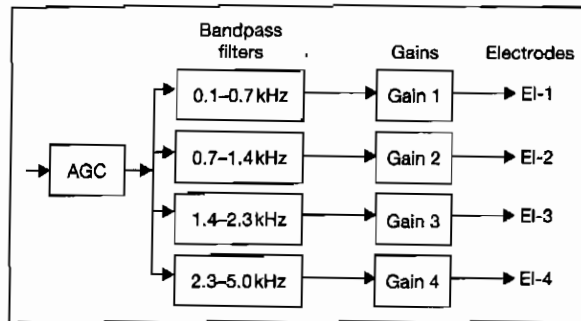 Bandpass filters
Gains
Electrodes
0.1–0.7 kHz
Gain 1
El-1
0.7–1.4 kHz
Gain 2
El-2
AGC
1.4–2.3 kHz
Gain 3
El-3
2.3–5.0 kHz
Gain 4
El-4